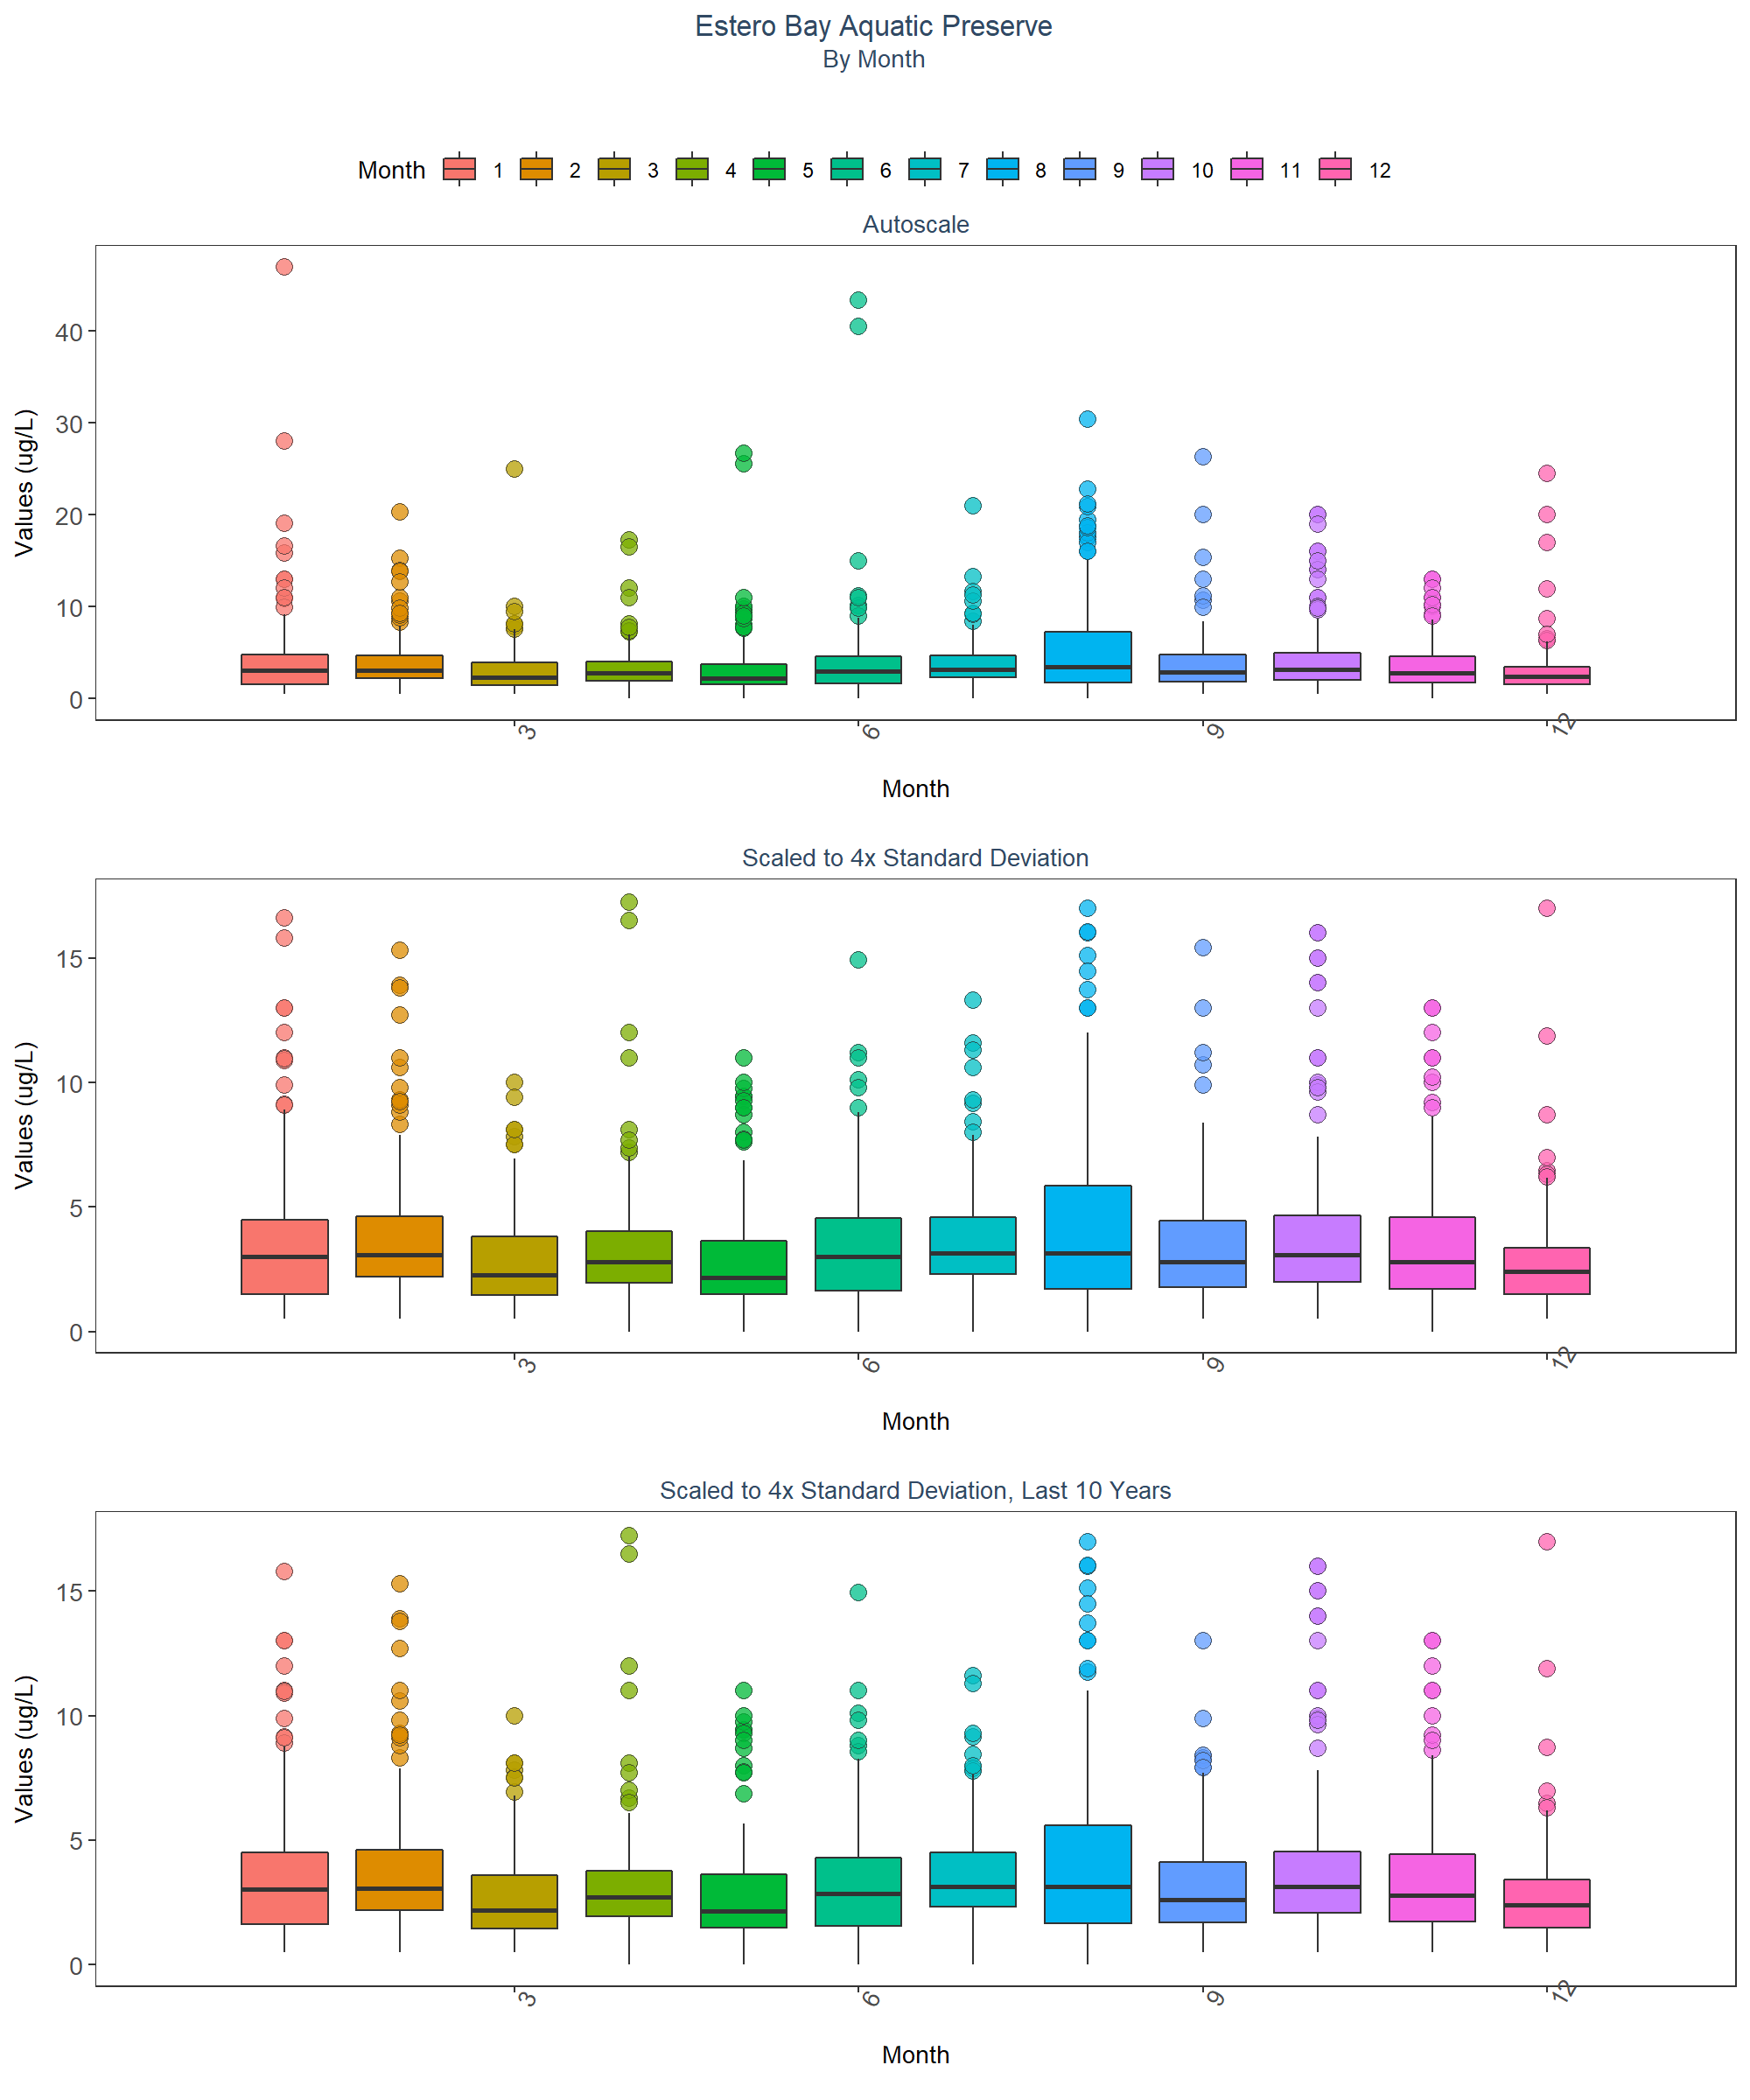 Estero Bay Aquatic Preserve
By Month
Month 1 2 3 4 5 6 7 8 9 10 11 12
Autoscale
Values (ug/L)
40
30
20
10
0
3 6 9 12
Month
Scaled to 4x Standard Deviation
Values (ug/L)
15
10
5
0
3 6 9 12
Month
Scaled to 4x Standard Deviation, Last 10 Years
Values (ug/L)
15
10
5
0
3 6 9 12
Month